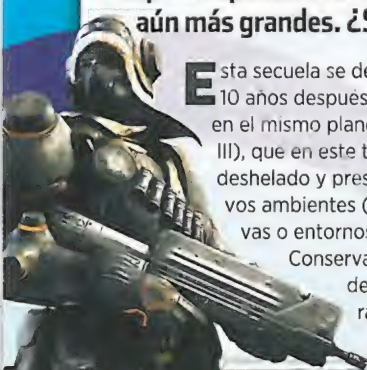 aún más grandes. ¿S
Esta secuela se de
10 años después
en el mismo plane
III), que en este t
deshelado y pres
vos ambientes (
vas o entornos
Conserva
de
ra